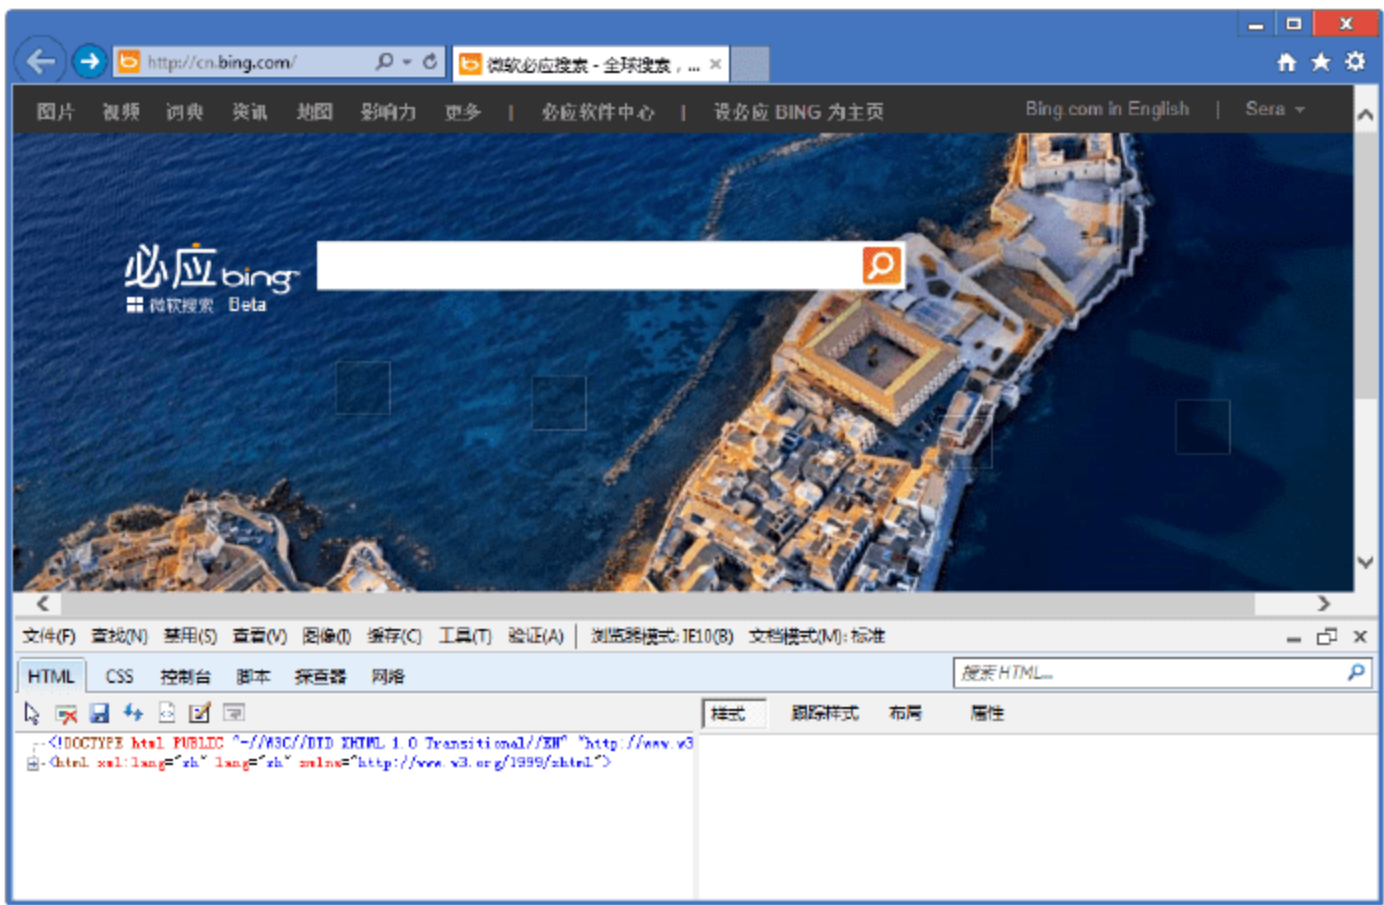 http://cn.bing.com/
微软必应搜索 - 全球搜索，...
图片 视频 词典 资讯 地图 影响力 更多 | 必应软件中心 | 设必应 BING 为主页 Bing.com in English | Sera
必应bing
微软搜索 Beta
文件(F) 查找(N) 禁用(S) 查看(V) 图像(I) 缓存(C) 工具(T) 验证(A) 浏览器模式: IE10(B) 文档模式(M): 标准
HTML CSS 控制台 脚本 探查器 网络 搜索 HTML...
样式 跟踪样式 布局 属性
<!DOCTYPE html PUBLIC "-//W3C//DTD XHTML 1.0 Transitional//EN" "http://www.w3
<html xml:lang="zh" lang="zh" xmlns="http://www.w3.org/1999/xhtml">